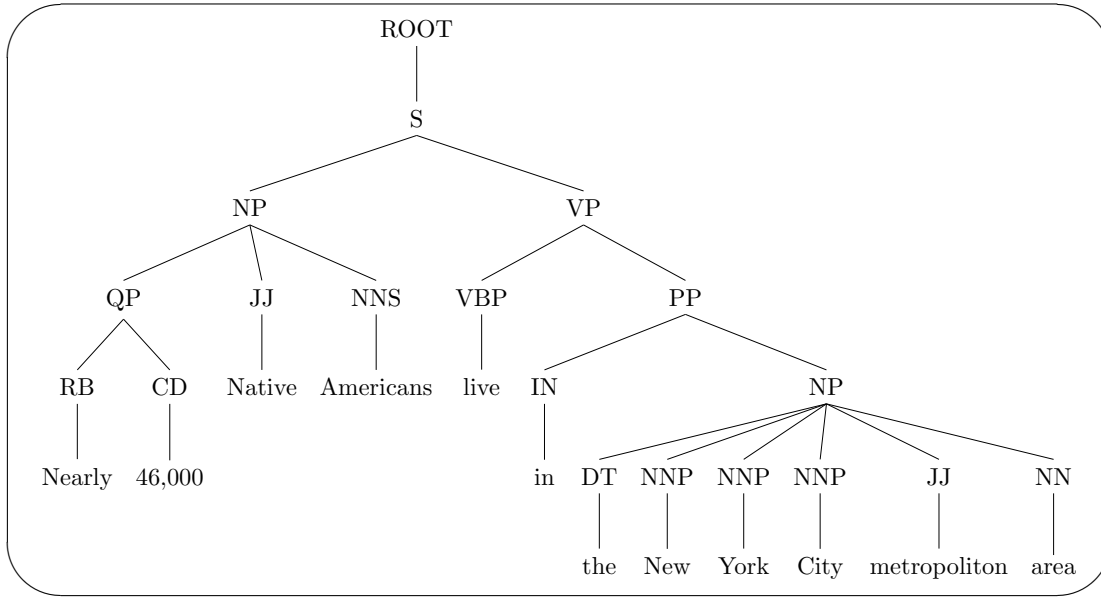 ROOT
S
NP VP
QP JJ NNS VBP PP
RB CD Native Americans live IN NP
Nearly 46,000 in DT NNP NNP NNP JJ NN
the New York City metropoliton area